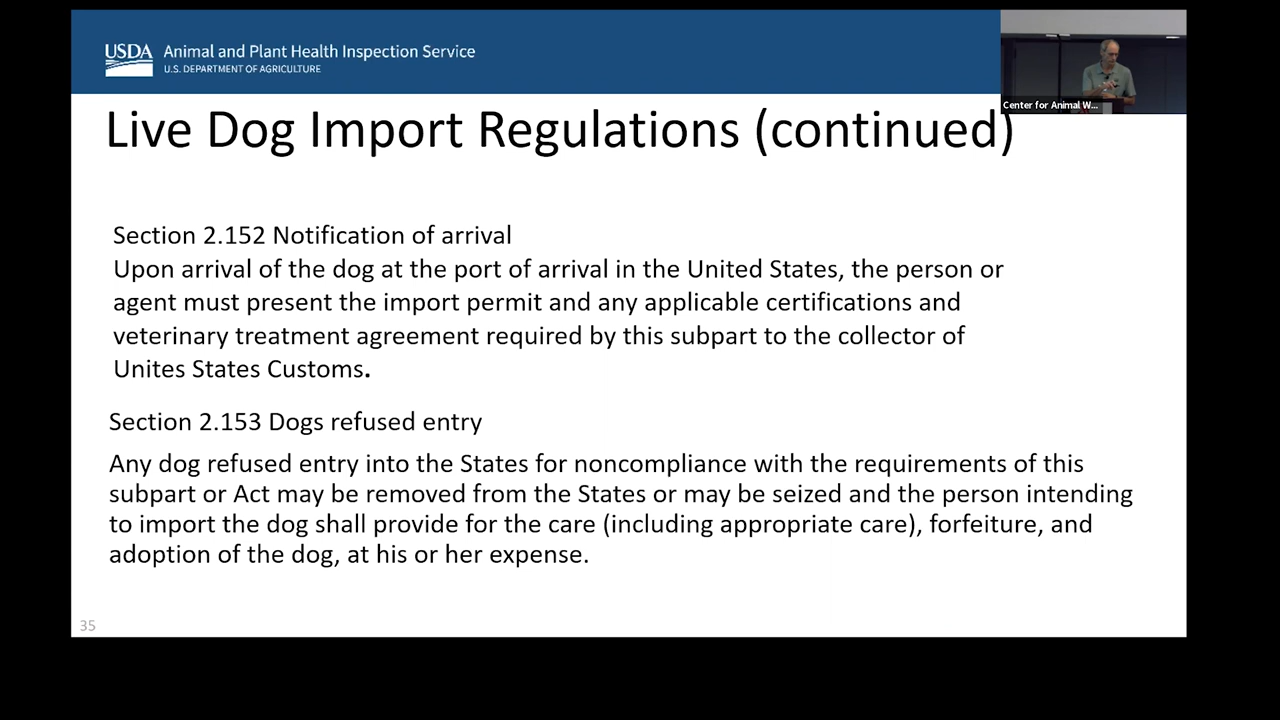 USDA Animal and Plant Health Inspection Service
U.S. DEPARTMENT OF AGRICULTURE
Center for Animal W...
Live Dog Import Regulations (continued)
Section 2.152 Notification of arrival
Upon arrival of the dog at the port of arrival in the United States, the person or
agent must present the import permit and any applicable certifications and
veterinary treatment agreement required by this subpart to the collector of
Unites States Customs.
Section 2.153 Dogs refused entry
Any dog refused entry into the States for noncompliance with the requirements of this
subpart or Act may be removed from the States or may be seized and the person intending
to import the dog shall provide for the care (including appropriate care), forfeiture, and
adoption of the dog, at his or her expense.
35